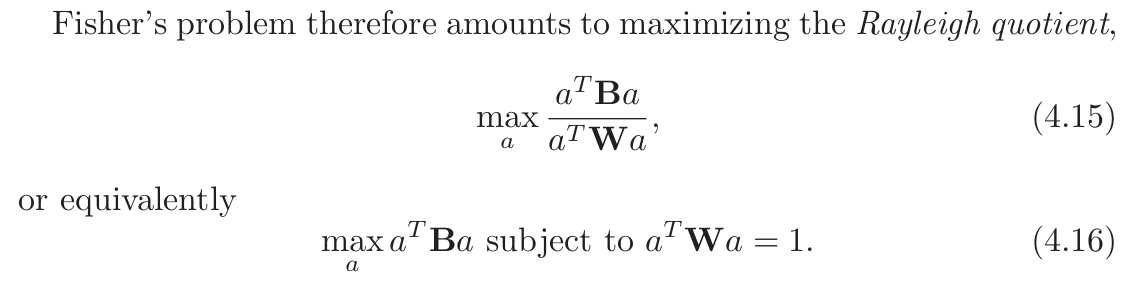 Fisher's problem therefore amounts to maximizing the Rayleigh quotient,
max_a (a^T B a)/(a^T W a), (4.15)
or equivalently
max_a a^T B a subject to a^T W a = 1. (4.16)